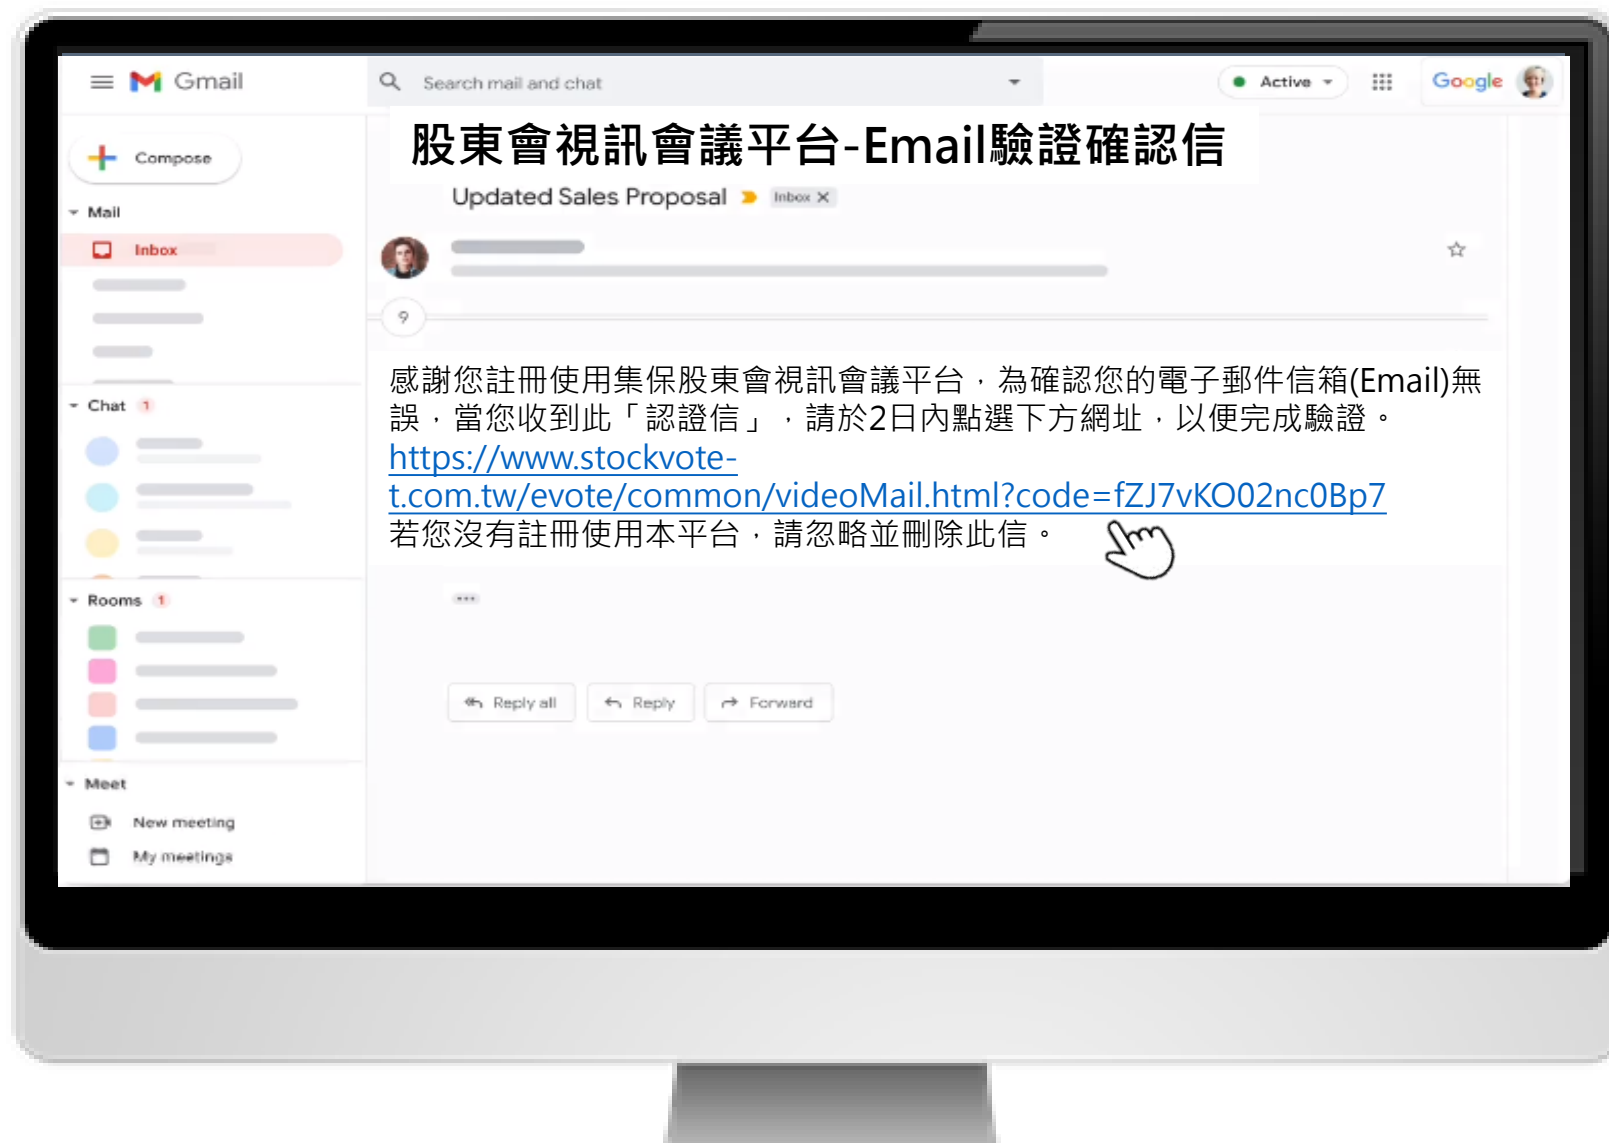 Gmail
Search mail and chat
Active
Google
Compose
股東會視訊會議平台-Email驗證確認信
Updated Sales Proposal
Inbox
Mail
Inbox
9
感謝您註冊使用集保股東會視訊會議平台，為確認您的電子郵件信箱(Email)無
誤，當您收到此「認證信」，請於2日內點選下方網址，以便完成驗證。
https://www.stockvote-
t.com.tw/evote/common/videoMail.html?code=fZJ7vKO02nc0Bp7
若您沒有註冊使用本平台，請忽略並刪除此信。
Chat 1
Rooms 1
Reply all
Reply
Forward
Meet
New meeting
My meetings